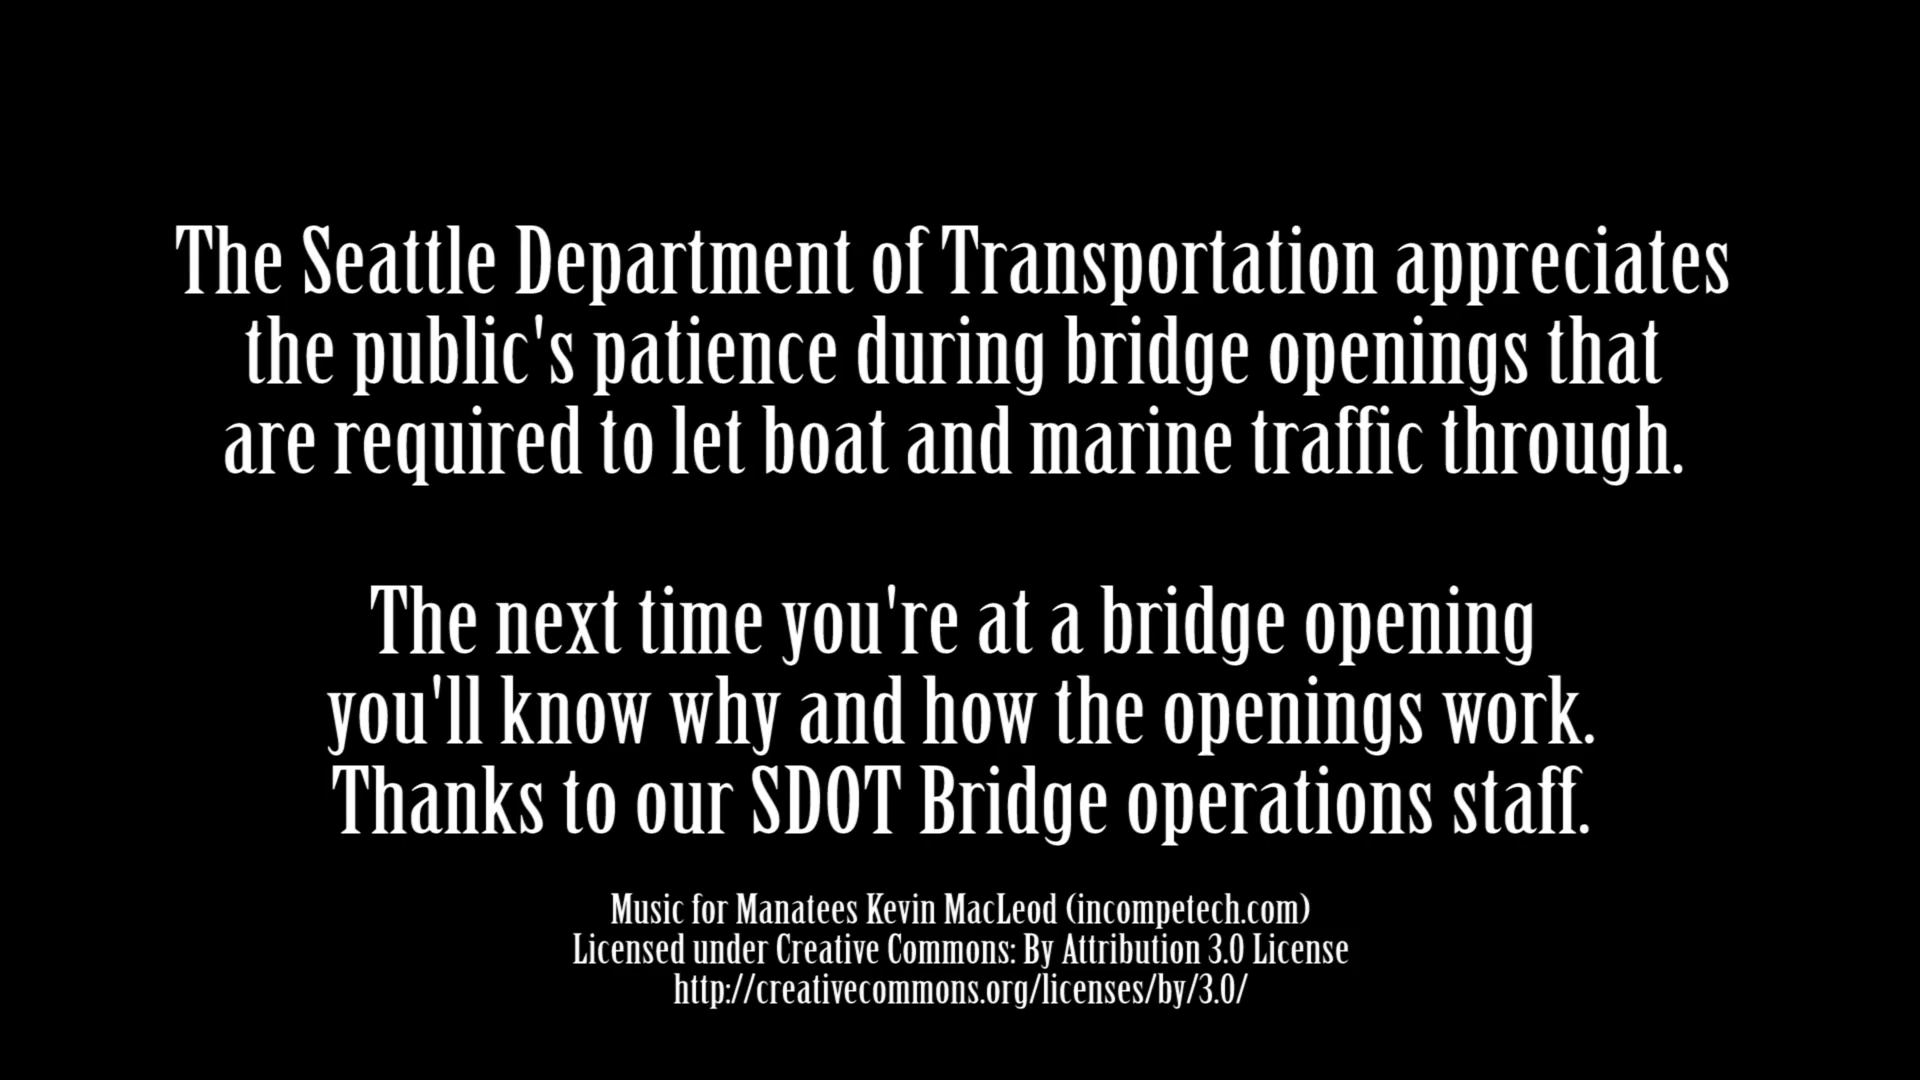 The Seattle Department of Transportation appreciates
the public's patience during bridge openings that
are required to let boat and marine traffic through.
The next time you're at a bridge opening
you'll know why and how the openings work.
Thanks to our SDOT Bridge operations staff.
Music for Manatees Kevin MacLeod (incompetech.com)
Licensed under Creative Commons: By Attribution 3.0 License
http://creativecommons.org/licenses/by/3.0/